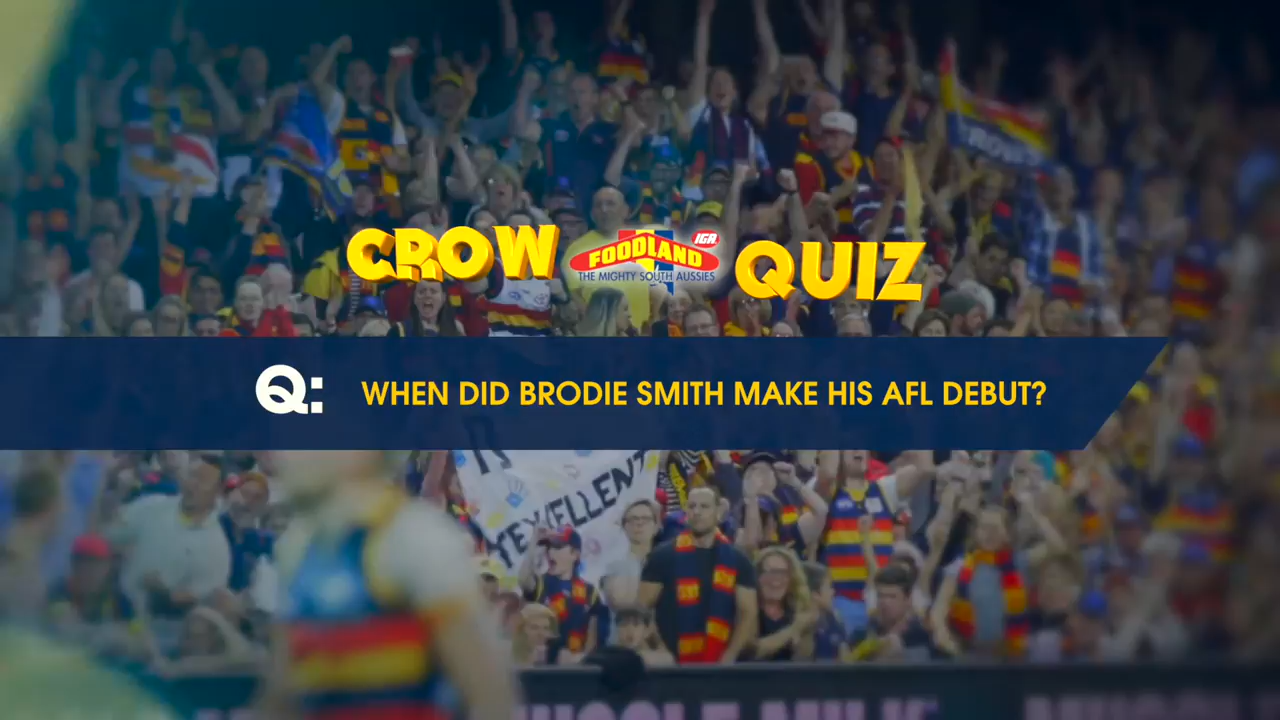 CROW
FOODLAND
IGA
THE MIGHTY SOUTH AUSSIES
QUIZ
Q: WHEN DID BRODIE SMITH MAKE HIS AFL DEBUT?